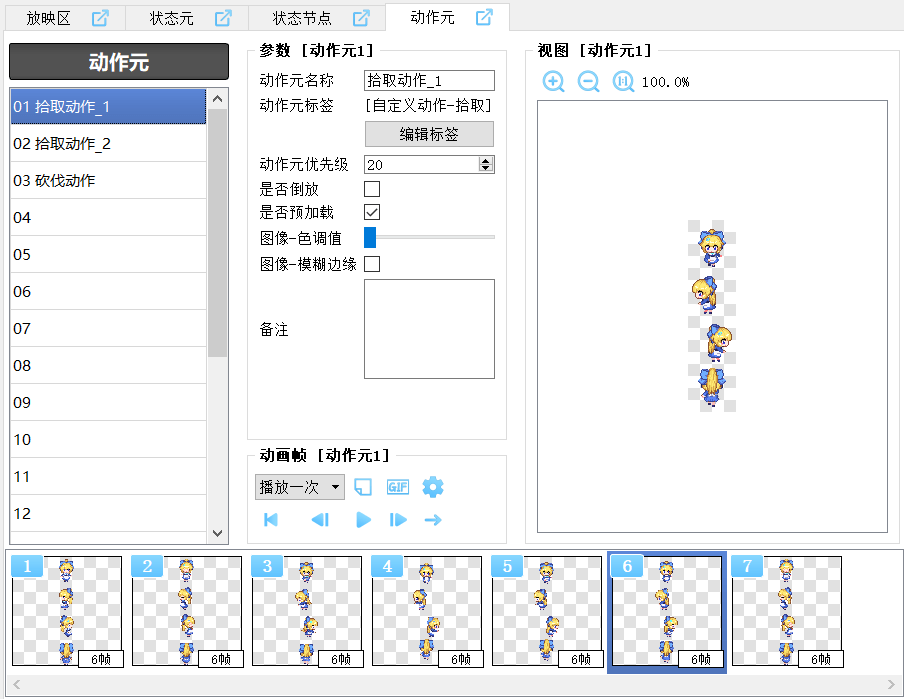 放映区
状态元
状态节点
动作元
动作元
01 拾取动作_1
02 拾取动作_2
03 砍伐动作
04
05
06
07
08
09
10
11
12
参数 [动作元1]
动作元名称 拾取动作_1
动作元标签 [自定义动作-拾取]
编辑标签
动作元优先级 20
是否倒放
是否预加载
图像-色调值
图像-模糊边缘
备注
动画帧 [动作元1]
播放一次
GIF
视图 [动作元1]
1:1 100.0%
1 6帧
2 6帧
3 6帧
4 6帧
5 6帧
6 6帧
7 6帧